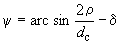 ψ = arc sin 2ρ/d_c − δ